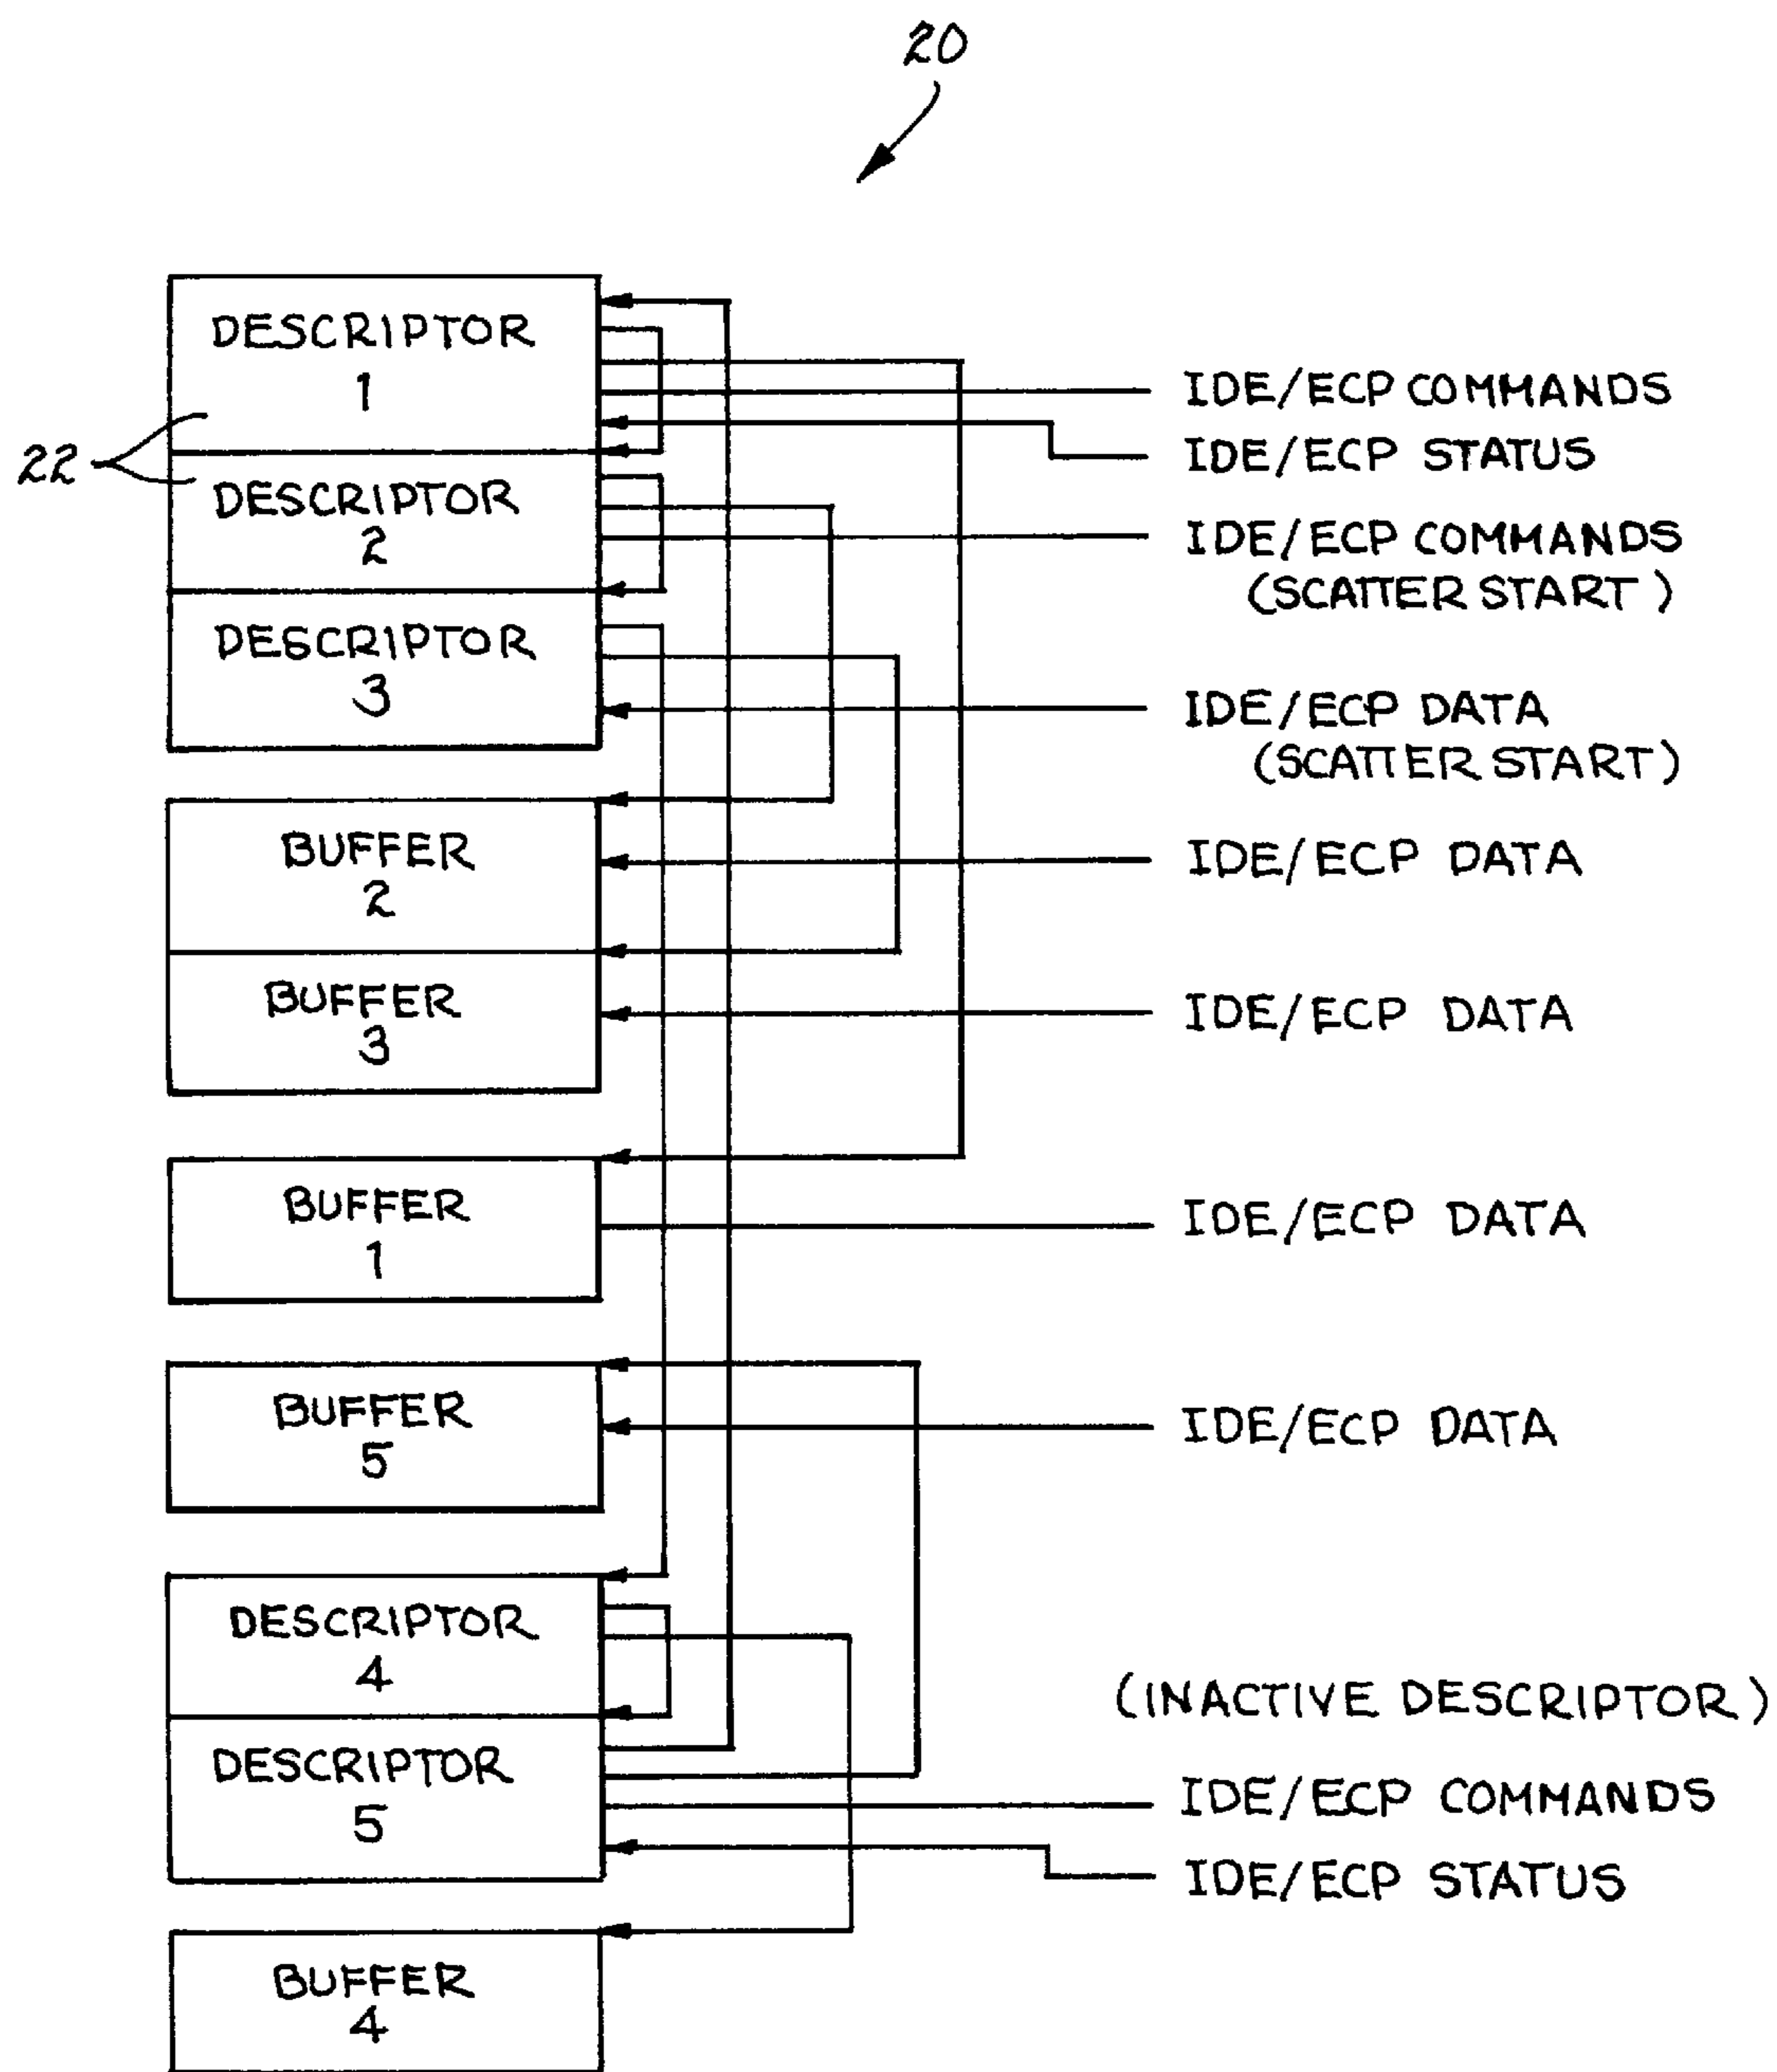 20
DESCRIPTOR
1
IDE/ECP COMMANDS
IDE/ECP STATUS
22
DESCRIPTOR
2
IDE/ECP COMMANDS
(SCATTER START)
DESCRIPTOR
3
IDE/ECP DATA
(SCATTER START)
BUFFER
2
IDE/ECP DATA
BUFFER
3
IDE/ECP DATA
BUFFER
1
IDE/ECP DATA
BUFFER
5
IDE/ECP DATA
DESCRIPTOR
4
(INACTIVE DESCRIPTOR)
DESCRIPTOR
5
IDE/ECP COMMANDS
IDE/ECP STATUS
BUFFER
4